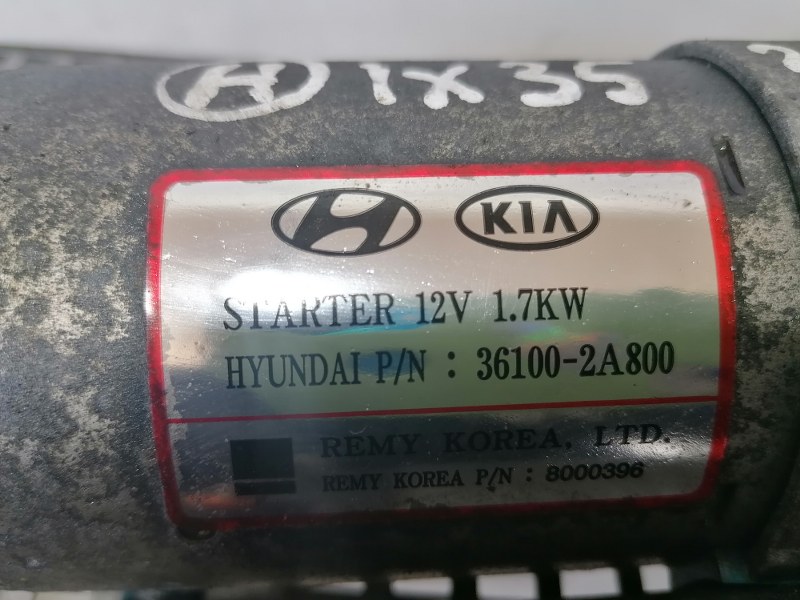 IX35
KIA
STARTER 12V 1.7KW
HYUNDAI P/N : 36100-2A800
REMY KOREA, LTD.
REMY KOREA P/N : 8000396